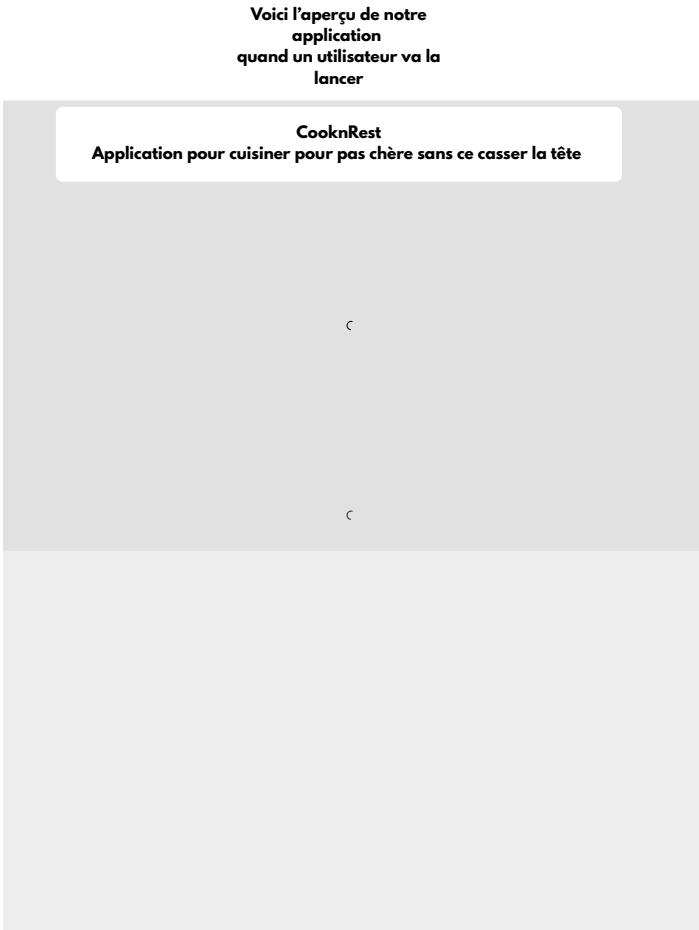 Voici l’aperçu de notre
application
quand un utilisateur va la
lancer
CooknRest
Application pour cuisiner pour pas chère sans ce casser la tête